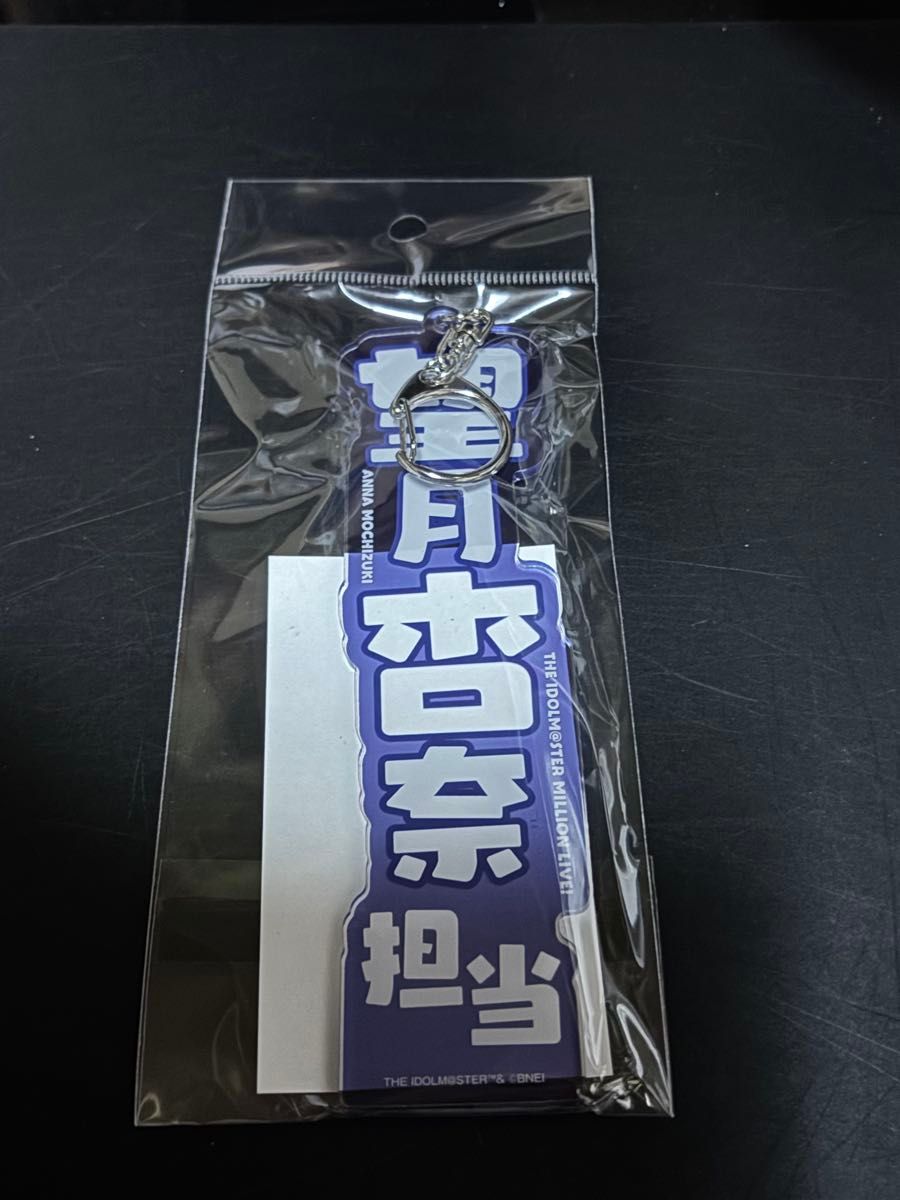 望月杏奈
担当
ANNA MOCHIZUKI
THE IDOLM@STER MILLION LIVE!
THE IDOLM@STER™& ©BNEI